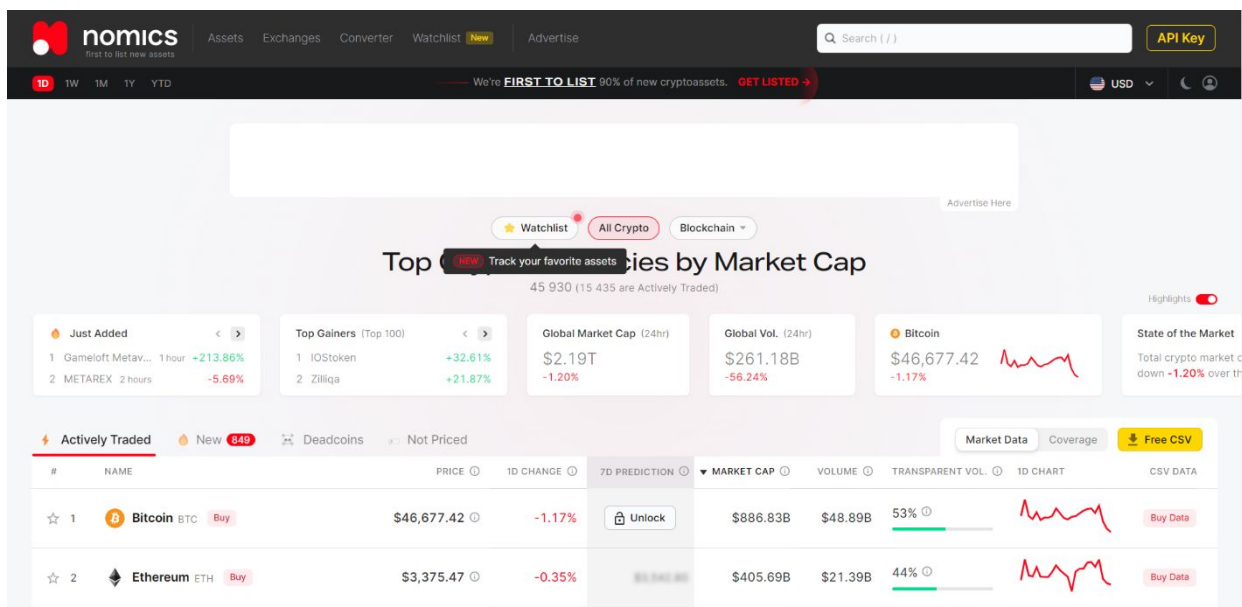 nomics
first to list new assets
Assets Exchanges Converter Watchlist New Advertise
Search ( / )
API Key
1D 1W 1M 1Y YTD
We're FIRST TO LIST 90% of new cryptoassets. GET LISTED →
USD
Advertise Here
Watchlist All Crypto Blockchain
NEW Track your favorite assets
Top cies by Market Cap
45 930 (15 435 are Actively Traded)
Highlights
Just Added < >
1 Gameloft Metav... 1 hour +213.86%
2 METAREX 2 hours -5.69%
Top Gainers (Top 100) < >
1 IOStoken +32.61%
2 Zilliqa +21.87%
Global Market Cap (24hr)
$2.19T
-1.20%
Global Vol. (24hr)
$261.18B
-56.24%
Bitcoin
$46,677.42
-1.17%
State of the Market
Total crypto market c
down -1.20% over th
Actively Traded New 849 Deadcoins Not Priced
Market Data Coverage Free CSV
# NAME PRICE 1D CHANGE 7D PREDICTION ▼ MARKET CAP VOLUME TRANSPARENT VOL. 1D CHART CSV DATA
1 Bitcoin BTC Buy $46,677.42 -1.17% Unlock $886.83B $48.89B 53% Buy Data
2 Ethereum ETH Buy $3,375.47 -0.35% $405.69B $21.39B 44% Buy Data